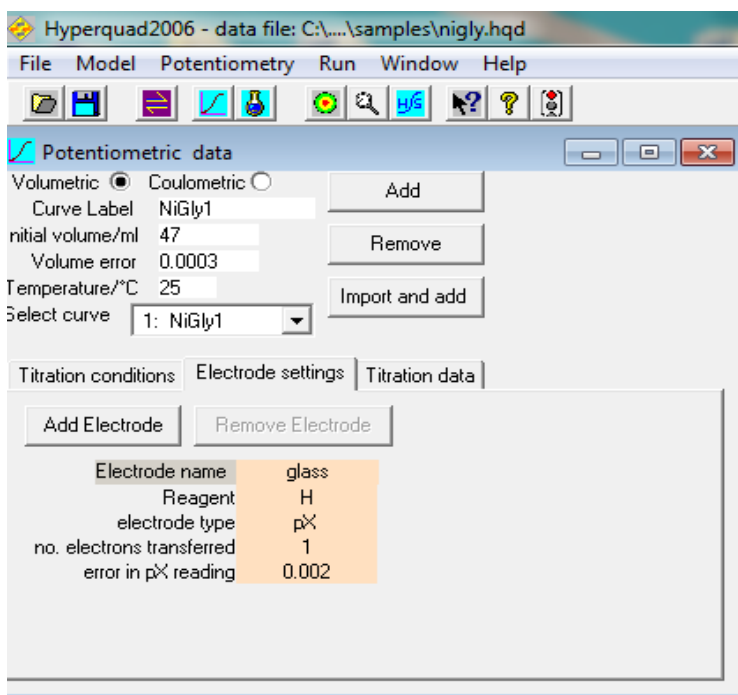 Hyperquad2006 - data file: C:\....\samples\nigly.hqd
File Model Potentiometry Run Window Help
H/G
Potentiometric data
Volumetric Coulometric
Add
Curve Label NiGly1
nitial volume/ml 47
Remove
Volume error 0.0003
Temperature/°C 25
Import and add
Select curve 1: NiGly1
Titration conditions Electrode settings Titration data
Add Electrode Remove Electrode
Electrode name glass
Reagent H
electrode type pX
no. electrons transferred 1
error in pX reading 0.002